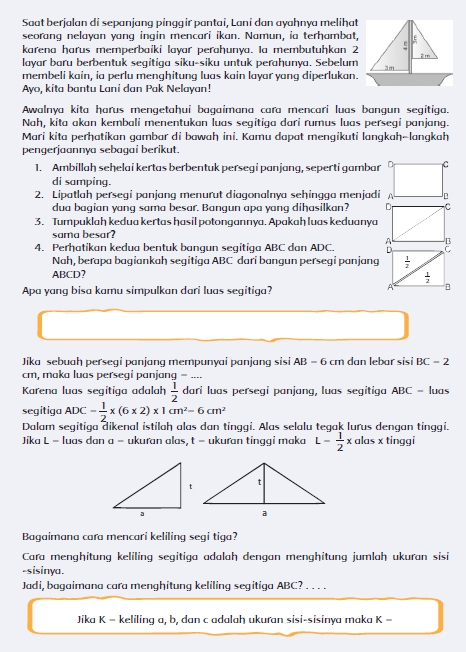 Saat berjalan di sepanjang pinggir pantai, Lani dan ayahnya melihat
seorang nelayan yang ingin mencari ikan. Namun, ia terhambat,
karena harus memperbaiki layar perahunya. Ia membutuhkan 2
layar baru berbentuk segitiga siku-siku untuk perahunya. Sebelum
membeli kain, ia perlu menghitung luas kain layar yang diperlukan.
Ayo, kita bantu Lani dan Pak Nelayan!
4 m
3m
2 m
3 m
Awalnya kita harus mengetahui bagaimana cara mencari luas bangun segitiga.
Nah, kita akan kembali menentukan luas segitiga dari rumus luas persegi panjang.
Mari kita perhatikan gambar di bawah ini. Kamu dapat mengikuti langkah-langkah
pengerjaannya sebagai berikut.
1. Ambillah sehelai kertas berbentuk persegi panjang, seperti gambar
di samping.
2. Lipatlah persegi panjang menurut diagonalnya sehingga menjadi
dua bagian yang sama besar. Bangun apa yang dihasilkan?
3. Tumpuklah kedua kertas hasil potongannya. Apakah luas keduanya
sama besar?
4. Perhatikan kedua bentuk bangun segitiga ABC dan ADC.
Nah, berapa bagiankah segitiga ABC dari bangun persegi panjang
ABCD?
D C
A B
D C
A B
D C
1/2
1/2
A B
Apa yang bisa kamu simpulkan dari luas segitiga?
Jika sebuah persegi panjang mempunyai panjang sisi AB = 6 cm dan lebar sisi BC = 2
cm, maka luas persegi panjang = ....
Karena luas segitiga adalah 1/2 dari luas persegi panjang, luas segitiga ABC = luas
segitiga ADC = 1/2 x (6 x 2) x 1 cm² = 6 cm²
Dalam segitiga dikenal istilah alas dan tinggi. Alas selalu tegak lurus dengan tinggi.
Jika L = luas dan a = ukuran alas, t = ukuran tinggi maka L = 1/2 x alas x tinggi
t
a
t
a
Bagaimana cara mencari keliling segi tiga?
Cara menghitung keliling segitiga adalah dengan menghitung jumlah ukuran sisi
-sisinya.
Jadi, bagaimana cara menghitung keliling segitiga ABC? . . . .
Jika K = keliling a, b, dan c adalah ukuran sisi-sisinya maka K =